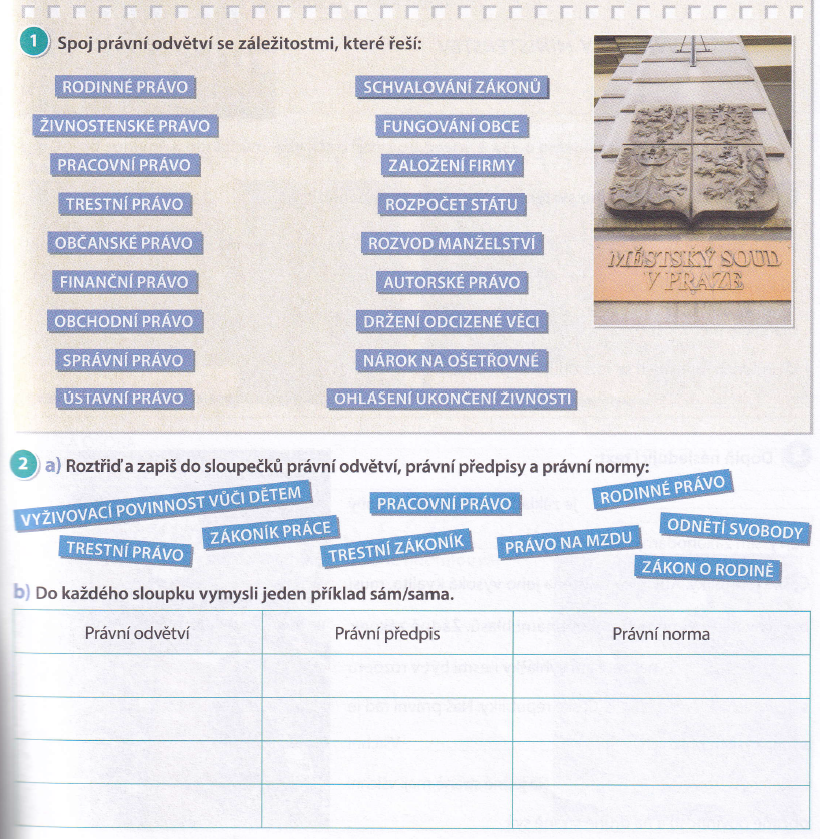 1 Spoj právní odvětví se záležitostmi, které řeší:
RODINNÉ PRÁVO
SCHVALOVÁNÍ ZÁKONŮ
ŽIVNOSTENSKÉ PRÁVO
FUNGOVÁNÍ OBCE
PRACOVNÍ PRÁVO
ZALOŽENÍ FIRMY
TRESTNÍ PRÁVO
ROZPOČET STÁTU
OBČANSKÉ PRÁVO
ROZVOD MANŽELSTVÍ
FINANČNÍ PRÁVO
AUTORSKÉ PRÁVO
OBCHODNÍ PRÁVO
DRŽENÍ ODCIZENÉ VĚCI
SPRÁVNÍ PRÁVO
NÁROK NA OŠETŘOVNÉ
ÚSTAVNÍ PRÁVO
OHLÁŠENÍ UKONČENÍ ŽIVNOSTI
MĚSTSKÝ SOUD
V PRAZE
2 a) Roztřiď a zapiš do sloupečků právní odvětví, právní předpisy a právní normy:
VYŽIVOVACÍ POVINNOST VŮČI DĚTEM
PRACOVNÍ PRÁVO
RODINNÉ PRÁVO
TRESTNÍ PRÁVO
ZÁKONÍK PRÁCE
TRESTNÍ ZÁKONÍK
PRÁVO NA MZDU
ODNĚTÍ SVOBODY
ZÁKON O RODINĚ
b) Do každého sloupku vymysli jeden příklad sám/sama.
Právní odvětví
Právní předpis
Právní norma